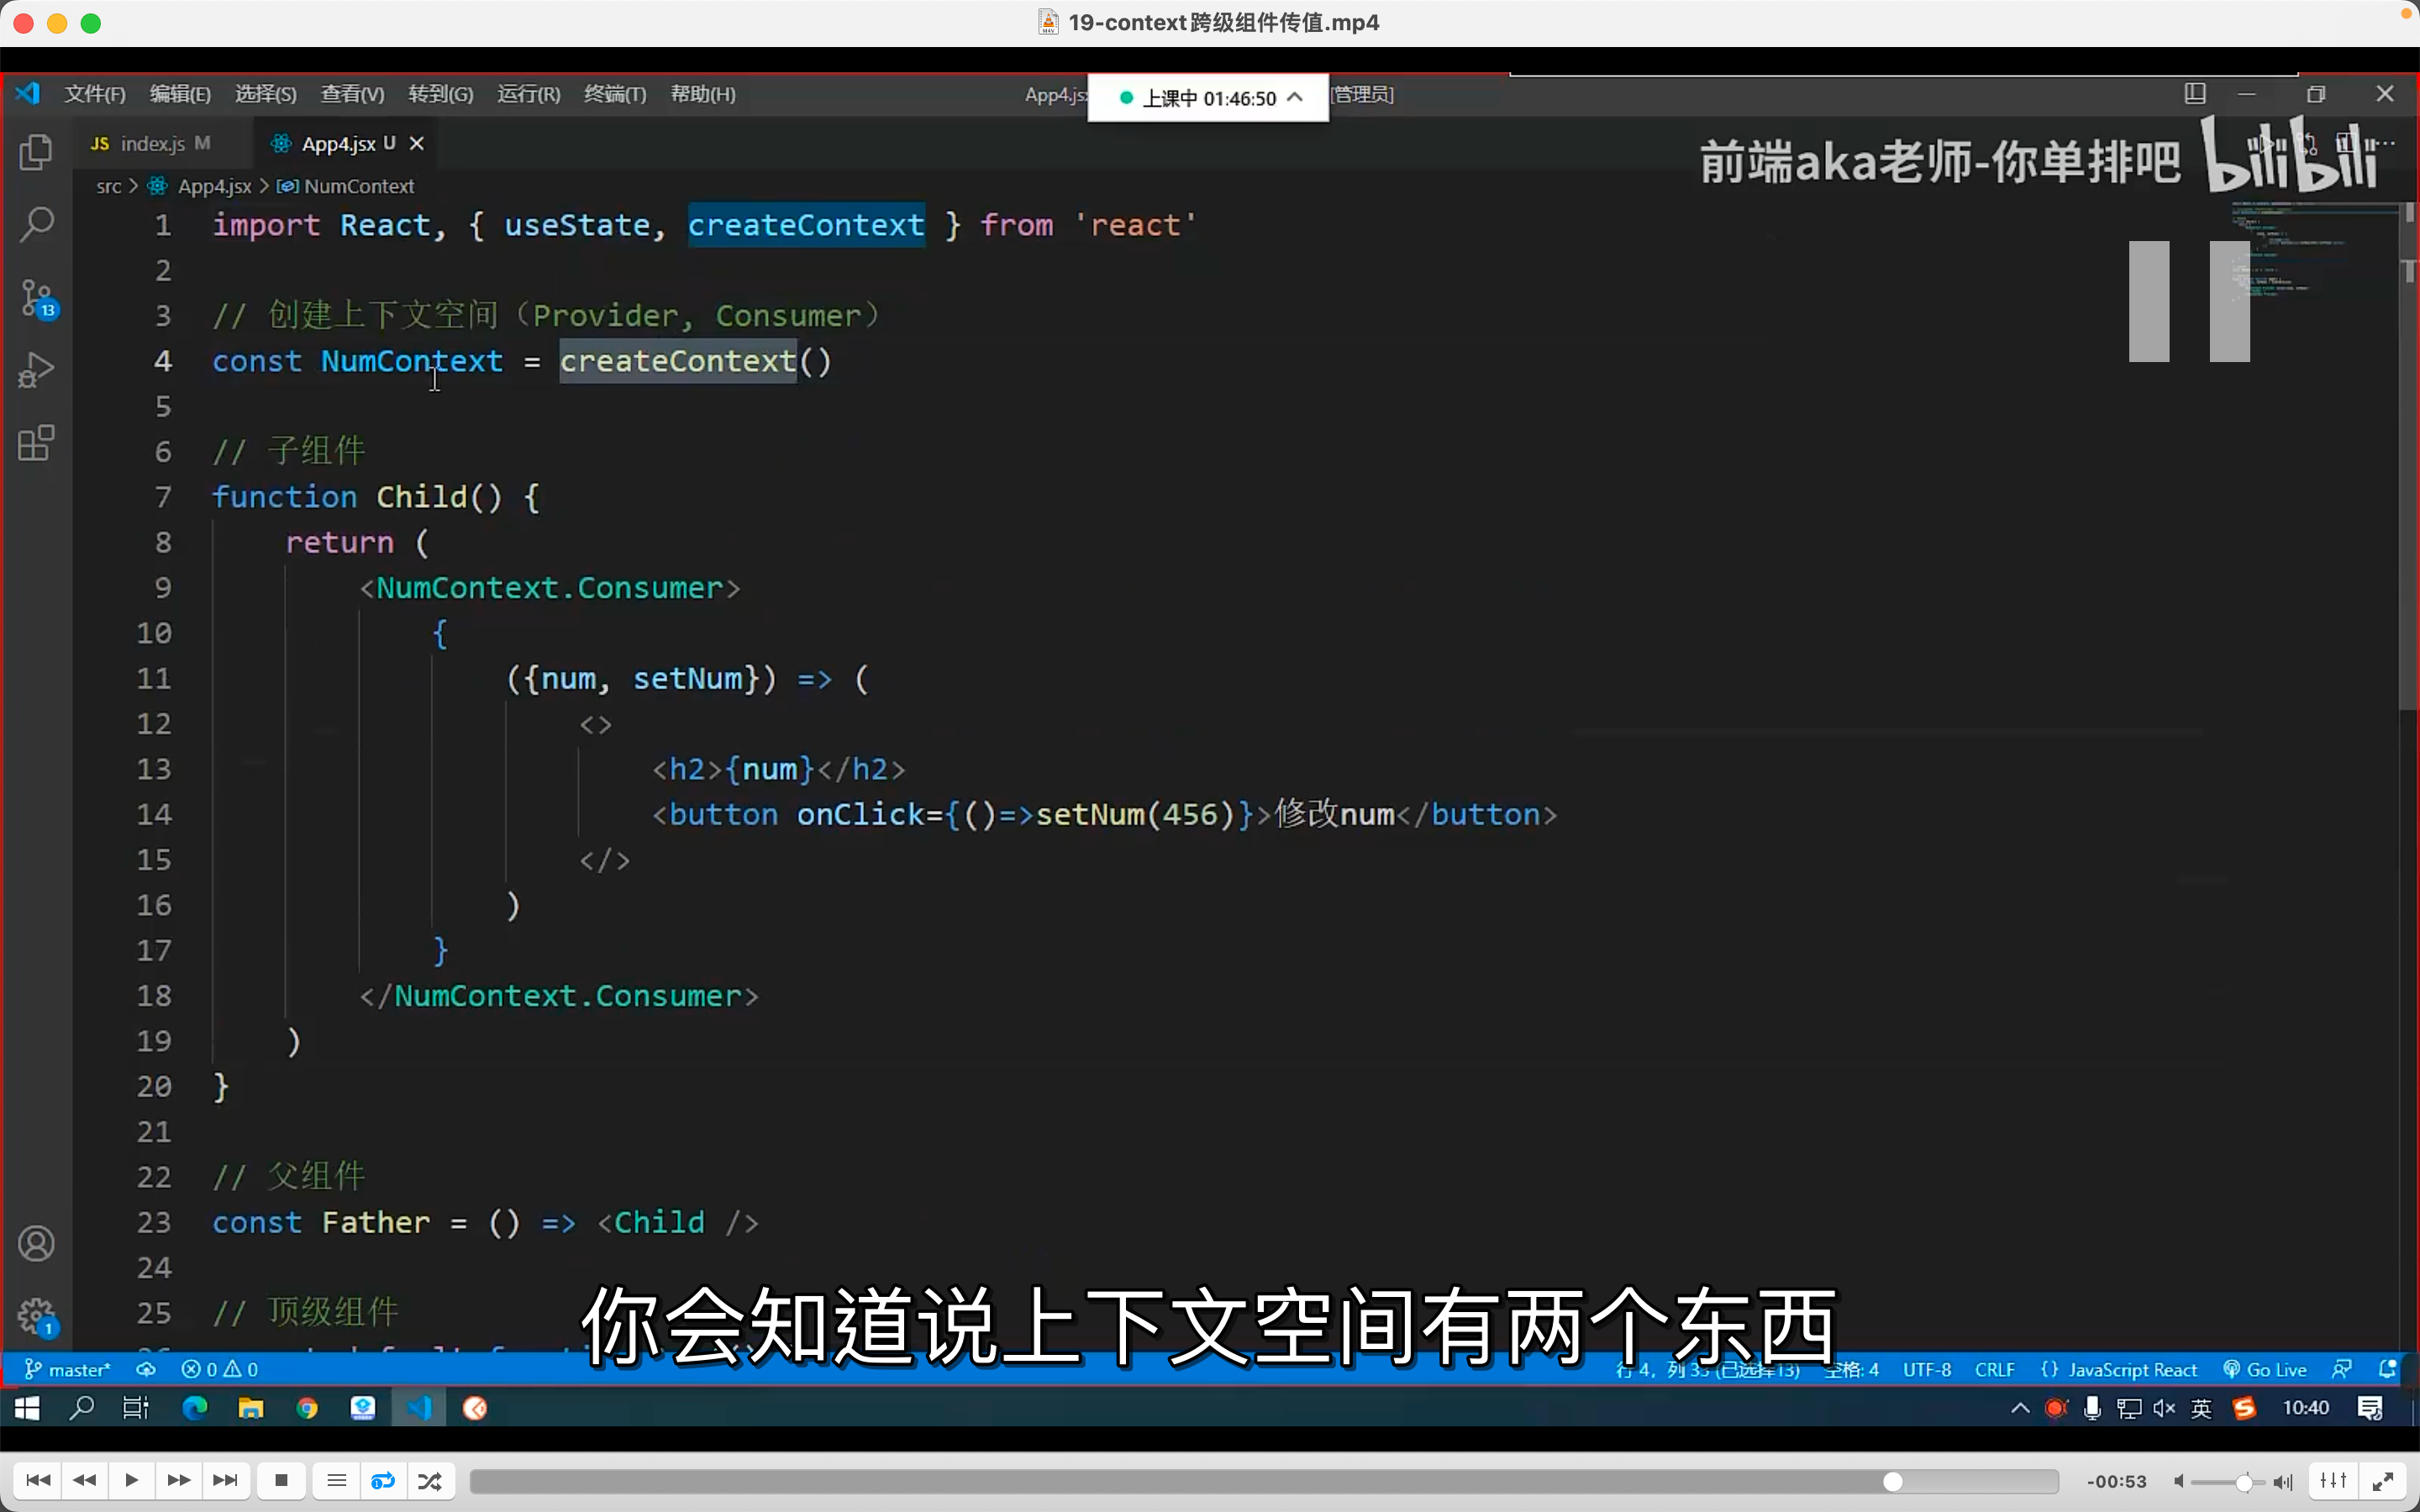 19-context跨级组件传值.mp4
文件(F) 编辑(E) 选择(S) 查看(V) 转到(G) 运行(R) 终端(T) 帮助(H)
App4.jsx
上课中 01:46:50
[管理员]
JS index.js M
App4.jsx U
前端aka老师-你单排吧 bilibili
src > App4.jsx > NumContext
1 import React, { useState, createContext } from 'react'
2
3 // 创建上下文空间（Provider, Consumer）
4 const NumContext = createContext()
5
6 // 子组件
7 function Child() {
8 return (
9 <NumContext.Consumer>
10 {
11 ({num, setNum}) => (
12 <>
13 <h2>{num}</h2>
14 <button onClick={()=>setNum(456)}>修改num</button>
15 </>
16 )
17 }
18 </NumContext.Consumer>
19 )
20 }
21
22 // 父组件
23 const Father = () => <Child />
24
25 // 顶级组件
13
1
你会知道说上下文空间有两个东西
master* 0 0 行 4，列 35 (已选择13) 空格: 4 UTF-8 CRLF {} JavaScript React Go Live
英 10:40
-00:53